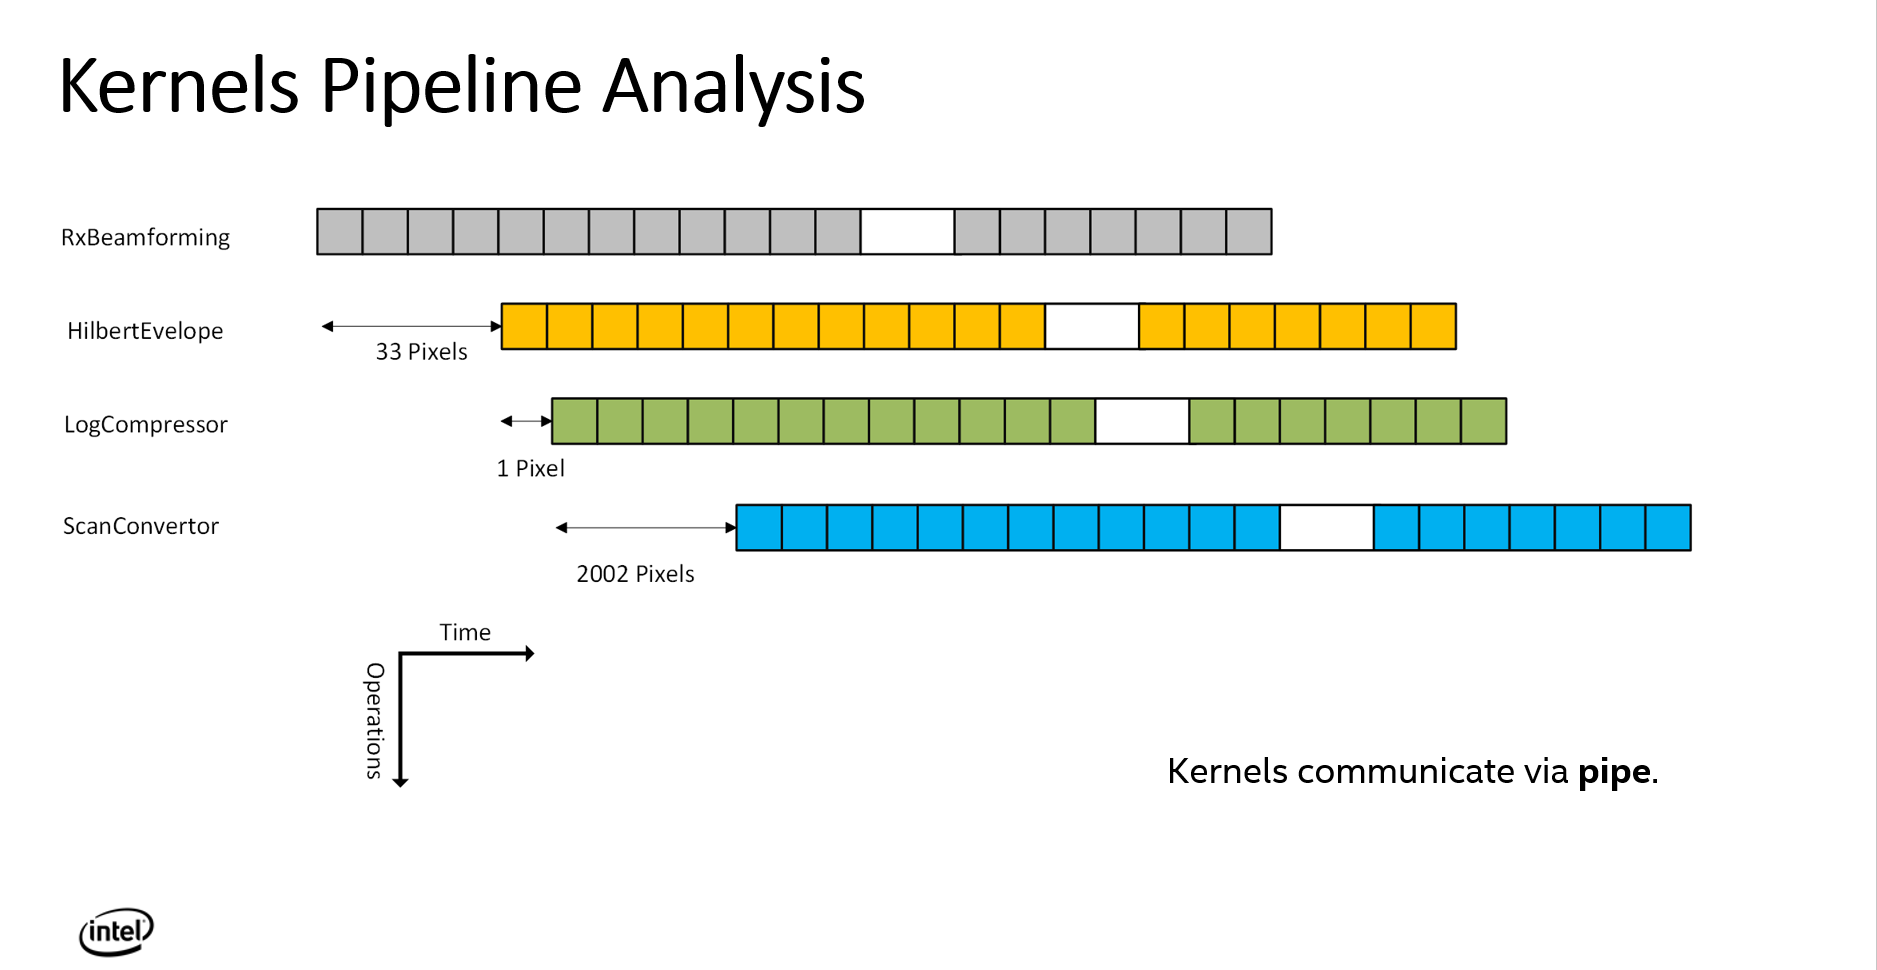 Kernels Pipeline Analysis
RxBeamforming
HilbertEvelope
33 Pixels
LogCompressor
1 Pixel
ScanConvertor
2002 Pixels
Time
Operations
Kernels communicate via pipe.
intel